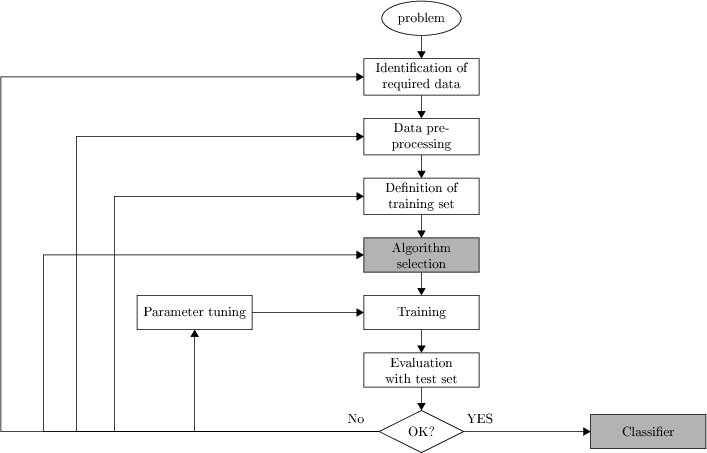 problem
Identification of
required data
Data pre-
processing
Definition of
training set
Algorithm
selection
Parameter tuning
Training
Evaluation
with test set
No
YES
OK?
Classifier